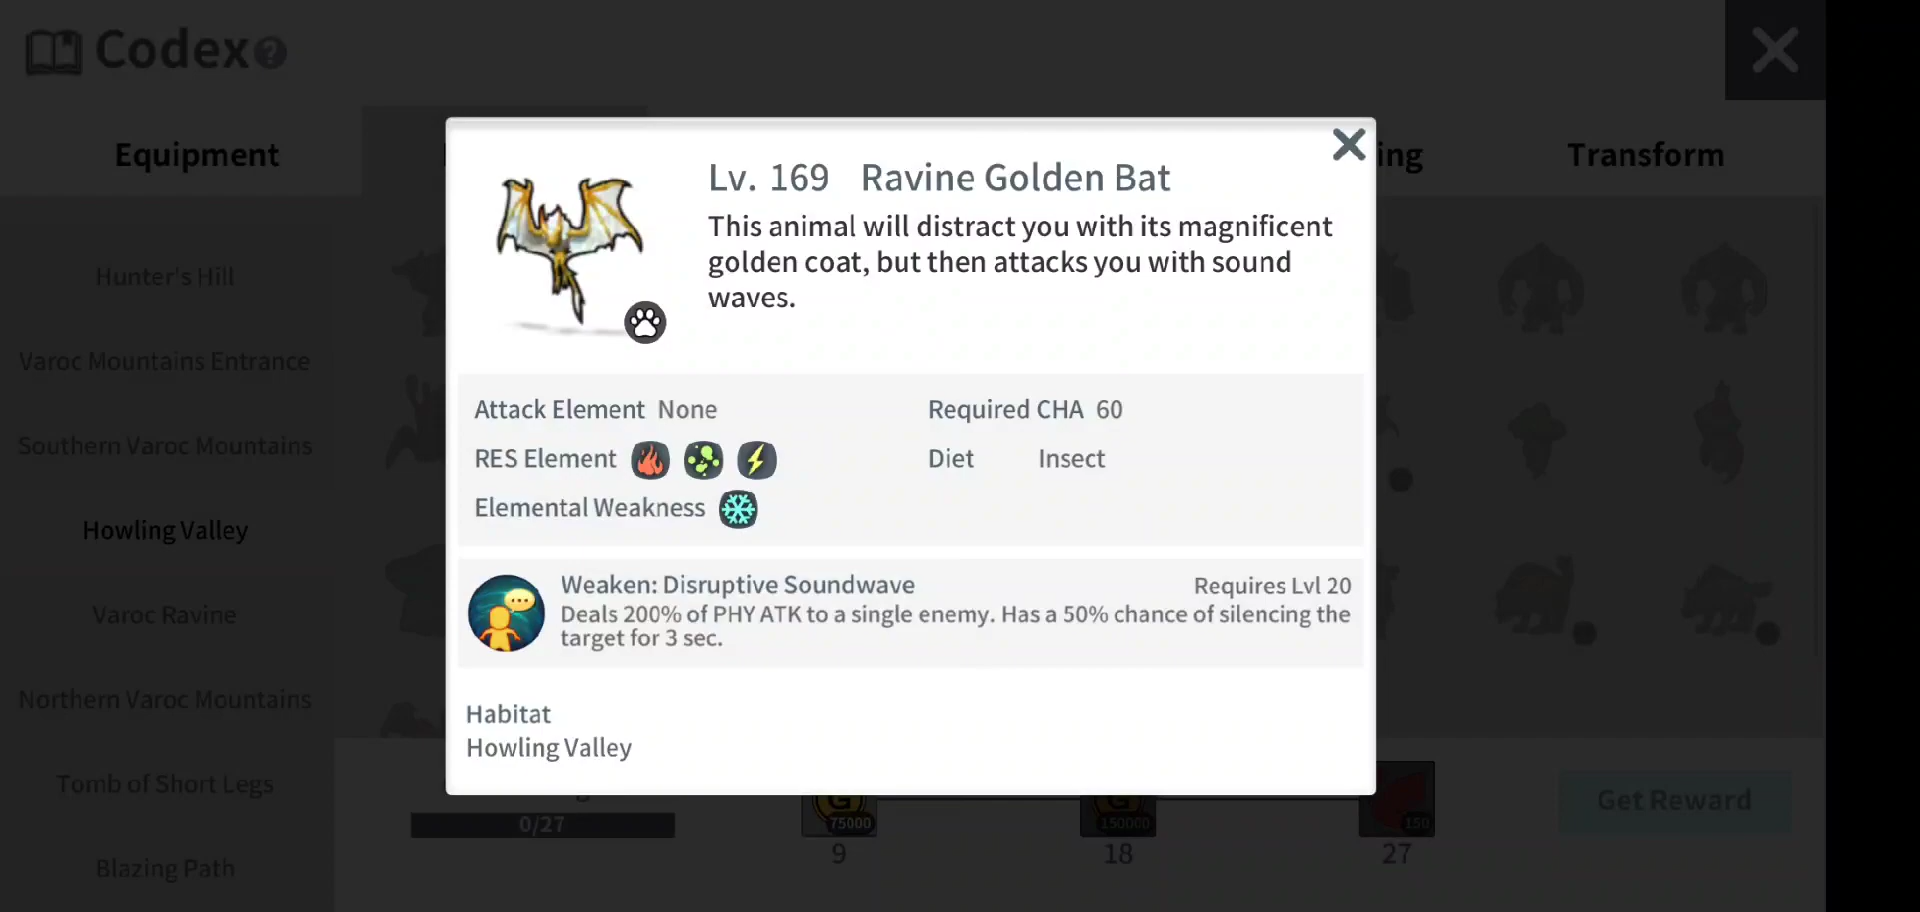 Codex ?
Equipment
ing
Transform
Hunter's Hill
Varoc Mountains Entrance
Southern Varoc Mountains
Howling Valley
Varoc Ravine
Northern Varoc Mountains
Tomb of Short Legs
Blazing Path
Lv. 169 Ravine Golden Bat
This animal will distract you with its magnificent
golden coat, but then attacks you with sound
waves.
Attack Element None
Required CHA 60
RES Element
Diet Insect
Elemental Weakness
Weaken: Disruptive Soundwave
Requires Lvl 20
Deals 200% of PHY ATK to a single enemy. Has a 50% chance of silencing the
target for 3 sec.
Habitat
Howling Valley
0/27
G
75000
9
G
150000
18
150
27
Get Reward